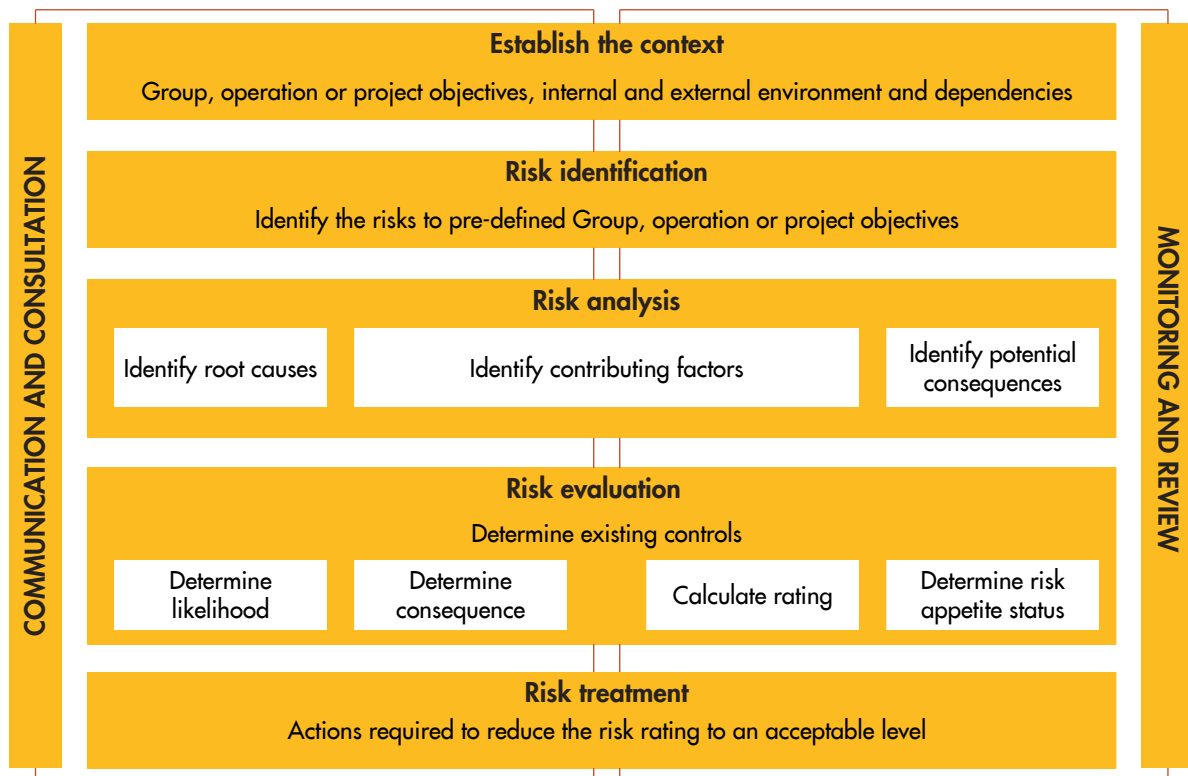 COMMUNICATION AND CONSULTATION
Establish the context
Group, operation or project objectives, internal and external environment and dependencies
Risk identification
Identify the risks to pre-defined Group, operation or project objectives
Risk analysis
Identify root causes
Identify contributing factors
Identify potential
consequences
Risk evaluation
Determine existing controls
Determine
likelihood
Determine
consequence
Calculate rating
Determine risk
appetite status
Risk treatment
Actions required to reduce the risk rating to an acceptable level
MONITORING AND REVIEW